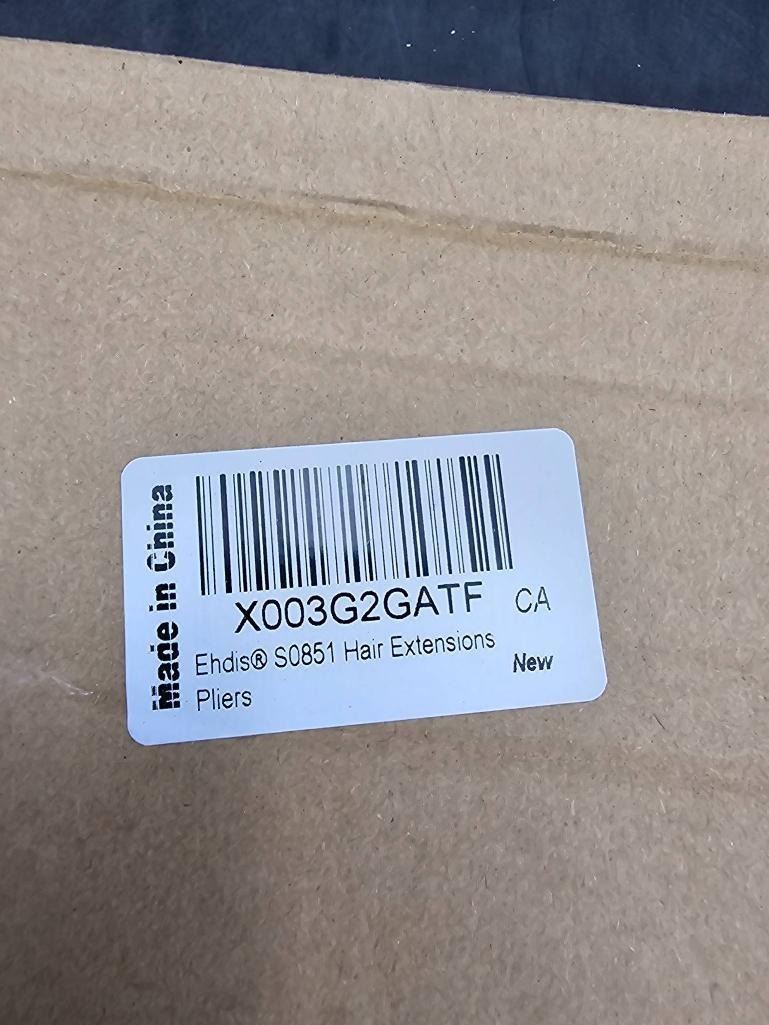 Made in China
X003G2GATF CA
Ehdis® S0851 Hair Extensions
Pliers
New